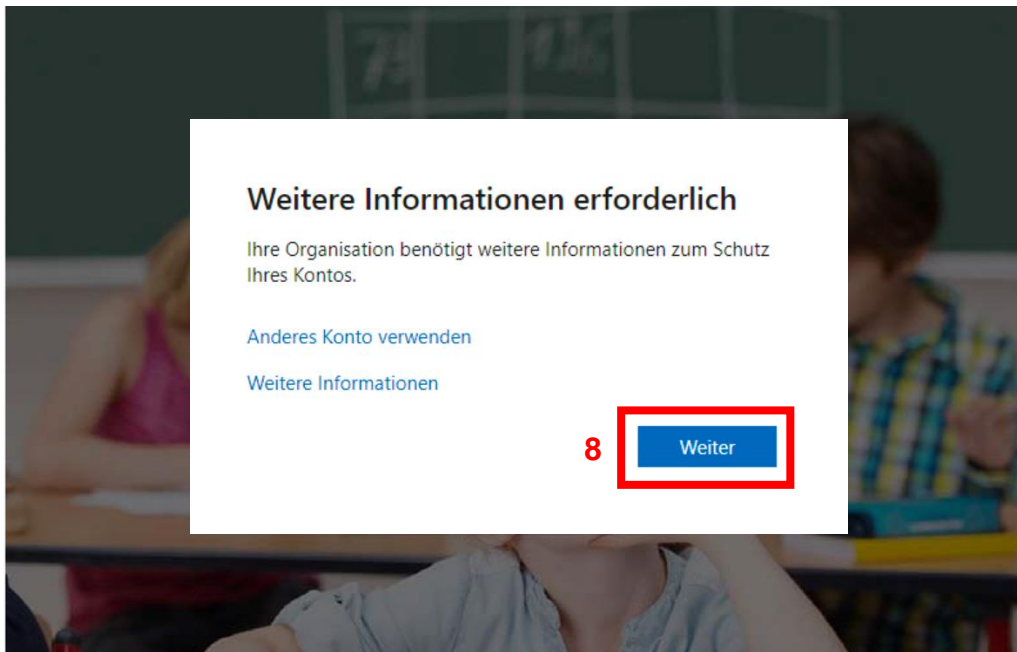 Weitere Informationen erforderlich
Ihre Organisation benötigt weitere Informationen zum Schutz
Ihres Kontos.
Anderes Konto verwenden
Weitere Informationen
8
Weiter